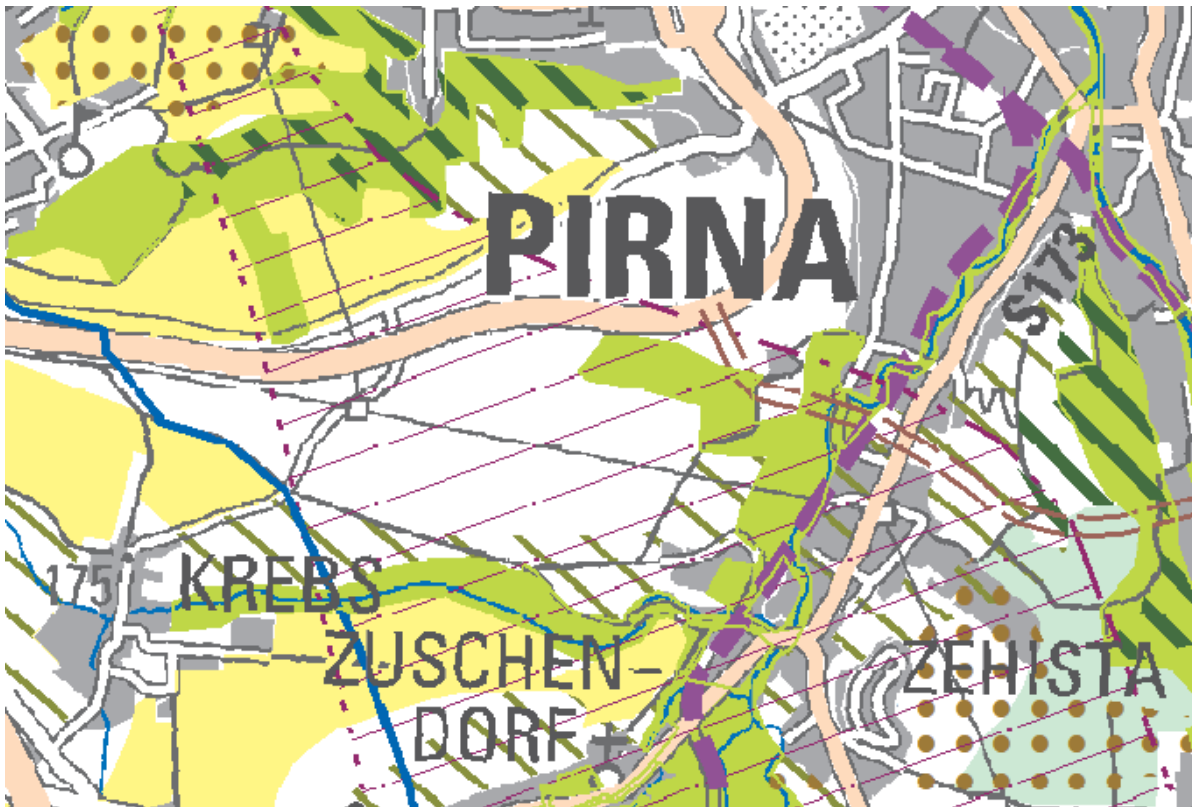 PIRNA
S173
175
KREBS
ZUSCHEN–
DORF
ZEHISTA